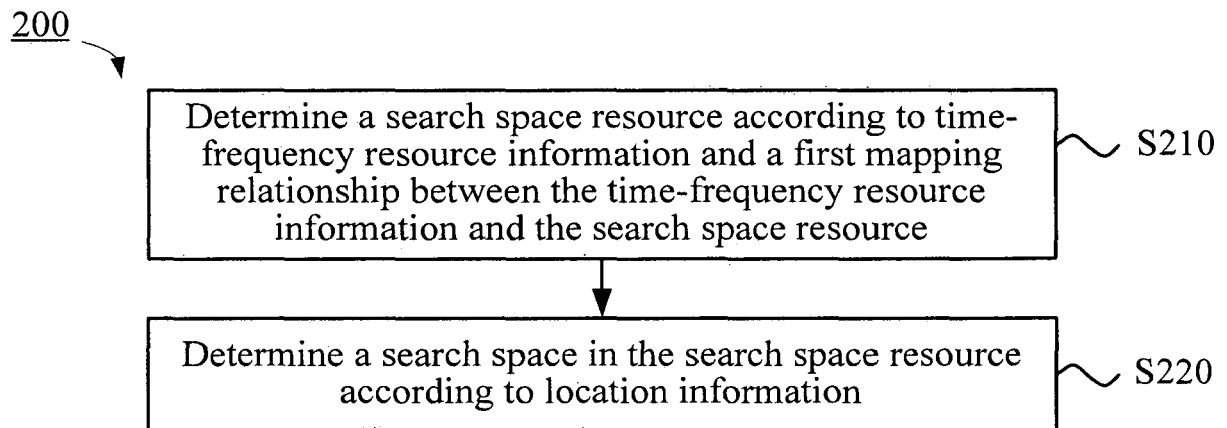 200
Determine a search space resource according to time-
frequency resource information and a first mapping
relationship between the time-frequency resource
information and the search space resource
S210
Determine a search space in the search space resource
according to location information
S220